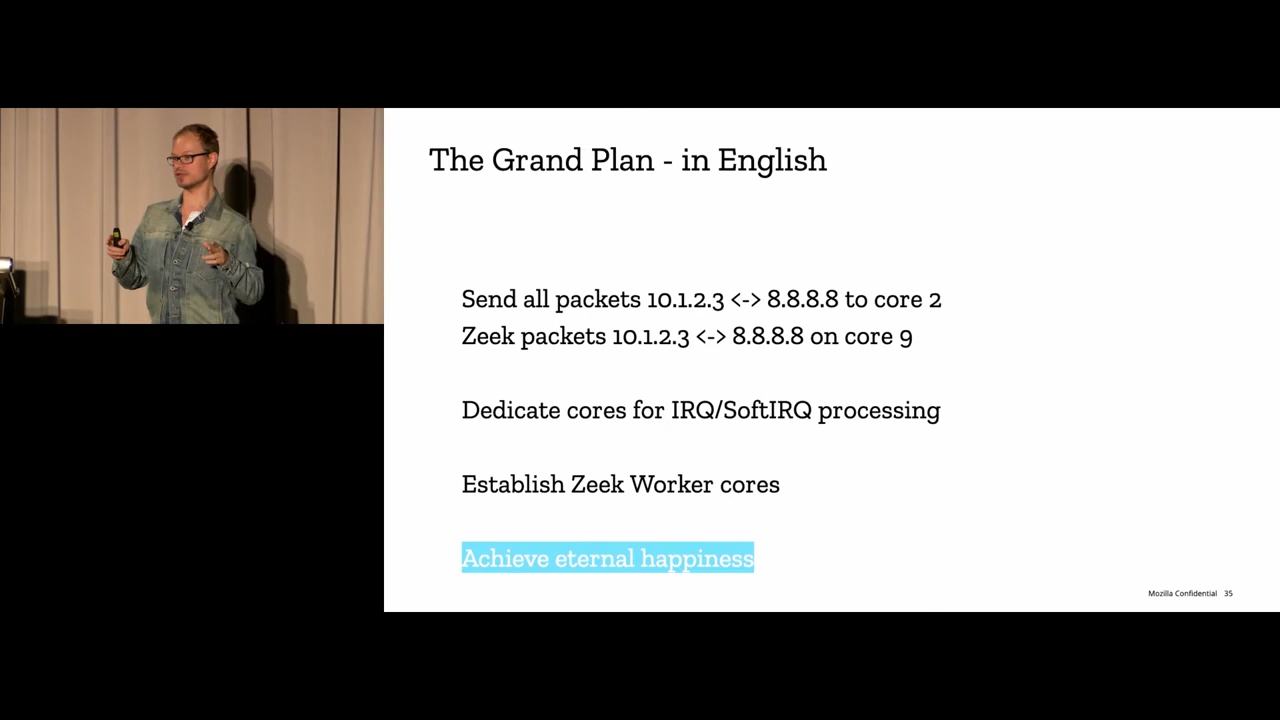 The Grand Plan - in English
Send all packets 10.1.2.3 <-> 8.8.8.8 to core 2
Zeek packets 10.1.2.3 <-> 8.8.8.8 on core 9
Dedicate cores for IRQ/SoftIRQ processing
Establish Zeek Worker cores
Achieve eternal happiness
Mozilla Confidential 35